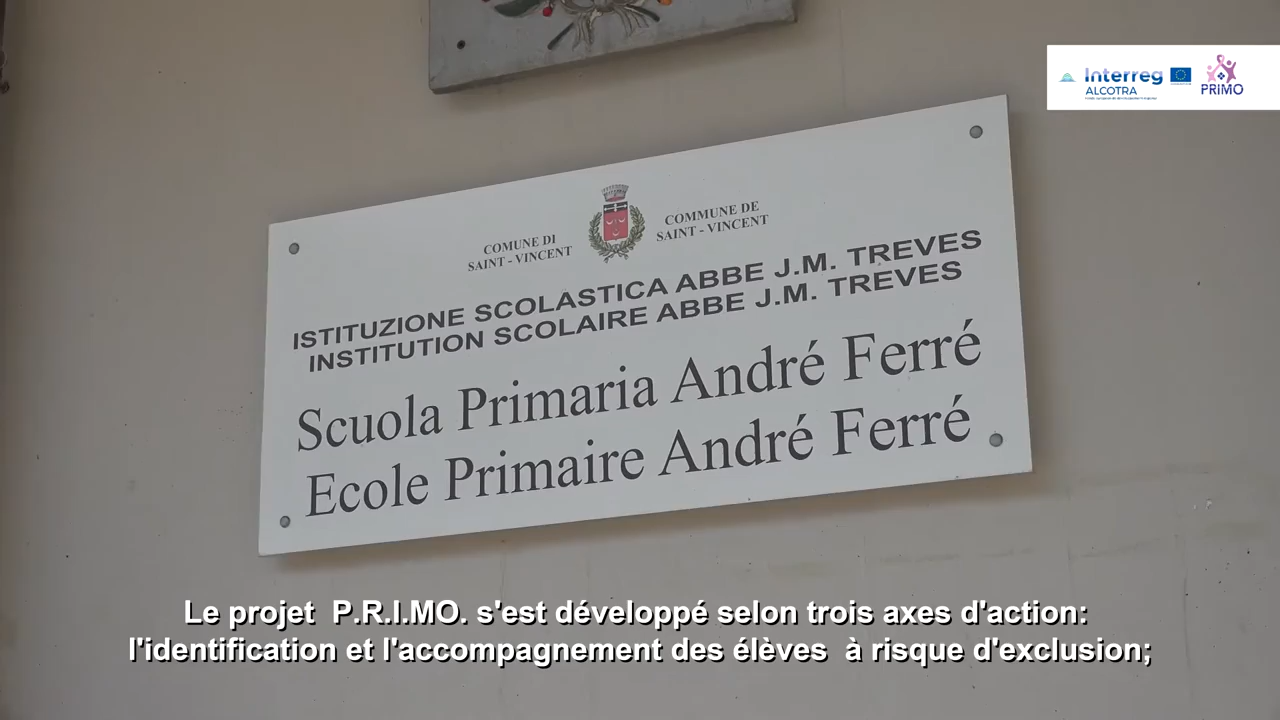 Interreg
ALCOTRA
PRIMO
COMUNE DI
SAINT - VINCENT
COMMUNE DE
SAINT - VINCENT
ISTITUZIONE SCOLASTICA ABBE J.M. TREVES
INSTITUTION SCOLAIRE ABBE J.M. TREVES
Scuola Primaria André Ferré
Ecole Primaire André Ferré
Le projet  P.R.I.MO. s'est développé selon trois axes d'action:
l'identification et l'accompagnement des élèves  à risque d'exclusion;